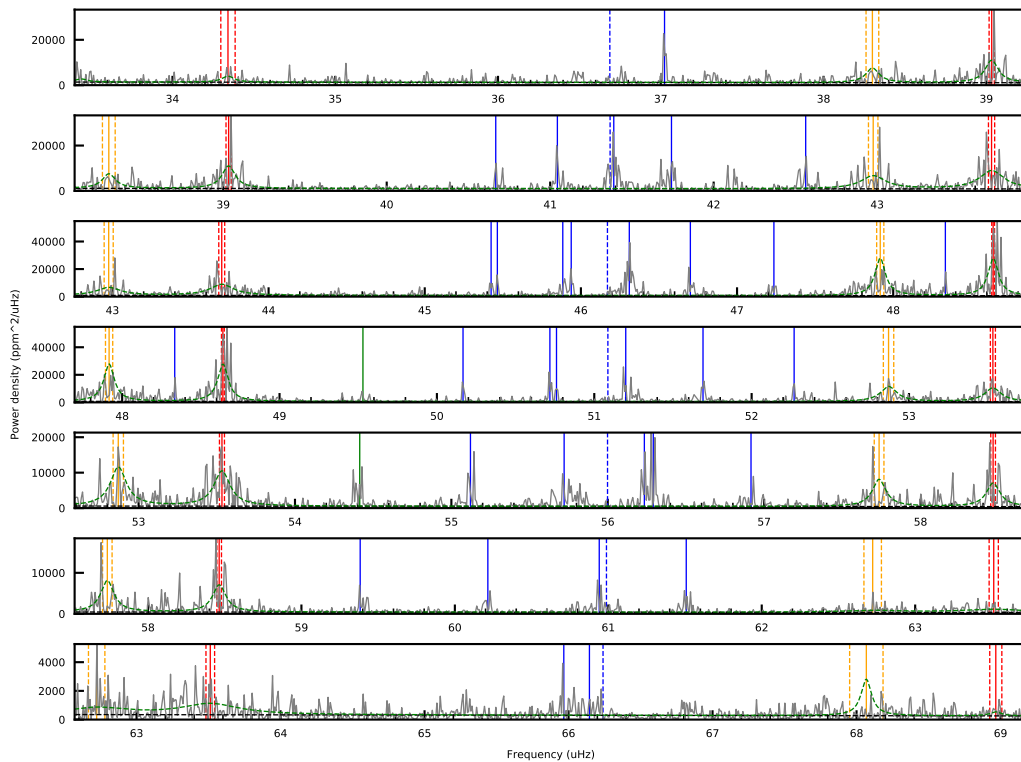 20000
0
34 35 36 37 38 39
20000
0
39 40 41 42 43
40000
20000
0
43 44 45 46 47 48
40000
20000
0
48 49 50 51 52 53
Power density (ppm^2/uHz)
20000
10000
0
53 54 55 56 57 58
10000
0
58 59 60 61 62 63
4000
2000
0
63 64 65 66 67 68 69
Frequency (uHz)